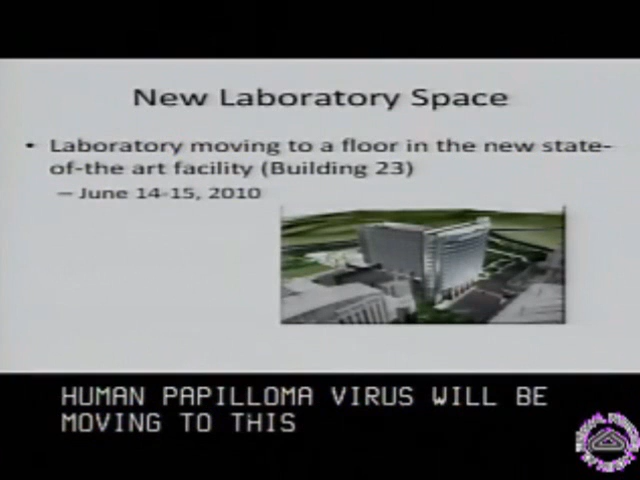 New Laboratory Space
• Laboratory moving to a floor in the new state-
of-the art facility (Building 23)
– June 14-15, 2010
HUMAN PAPILLOMA VIRUS WILL BE
MOVING TO THIS